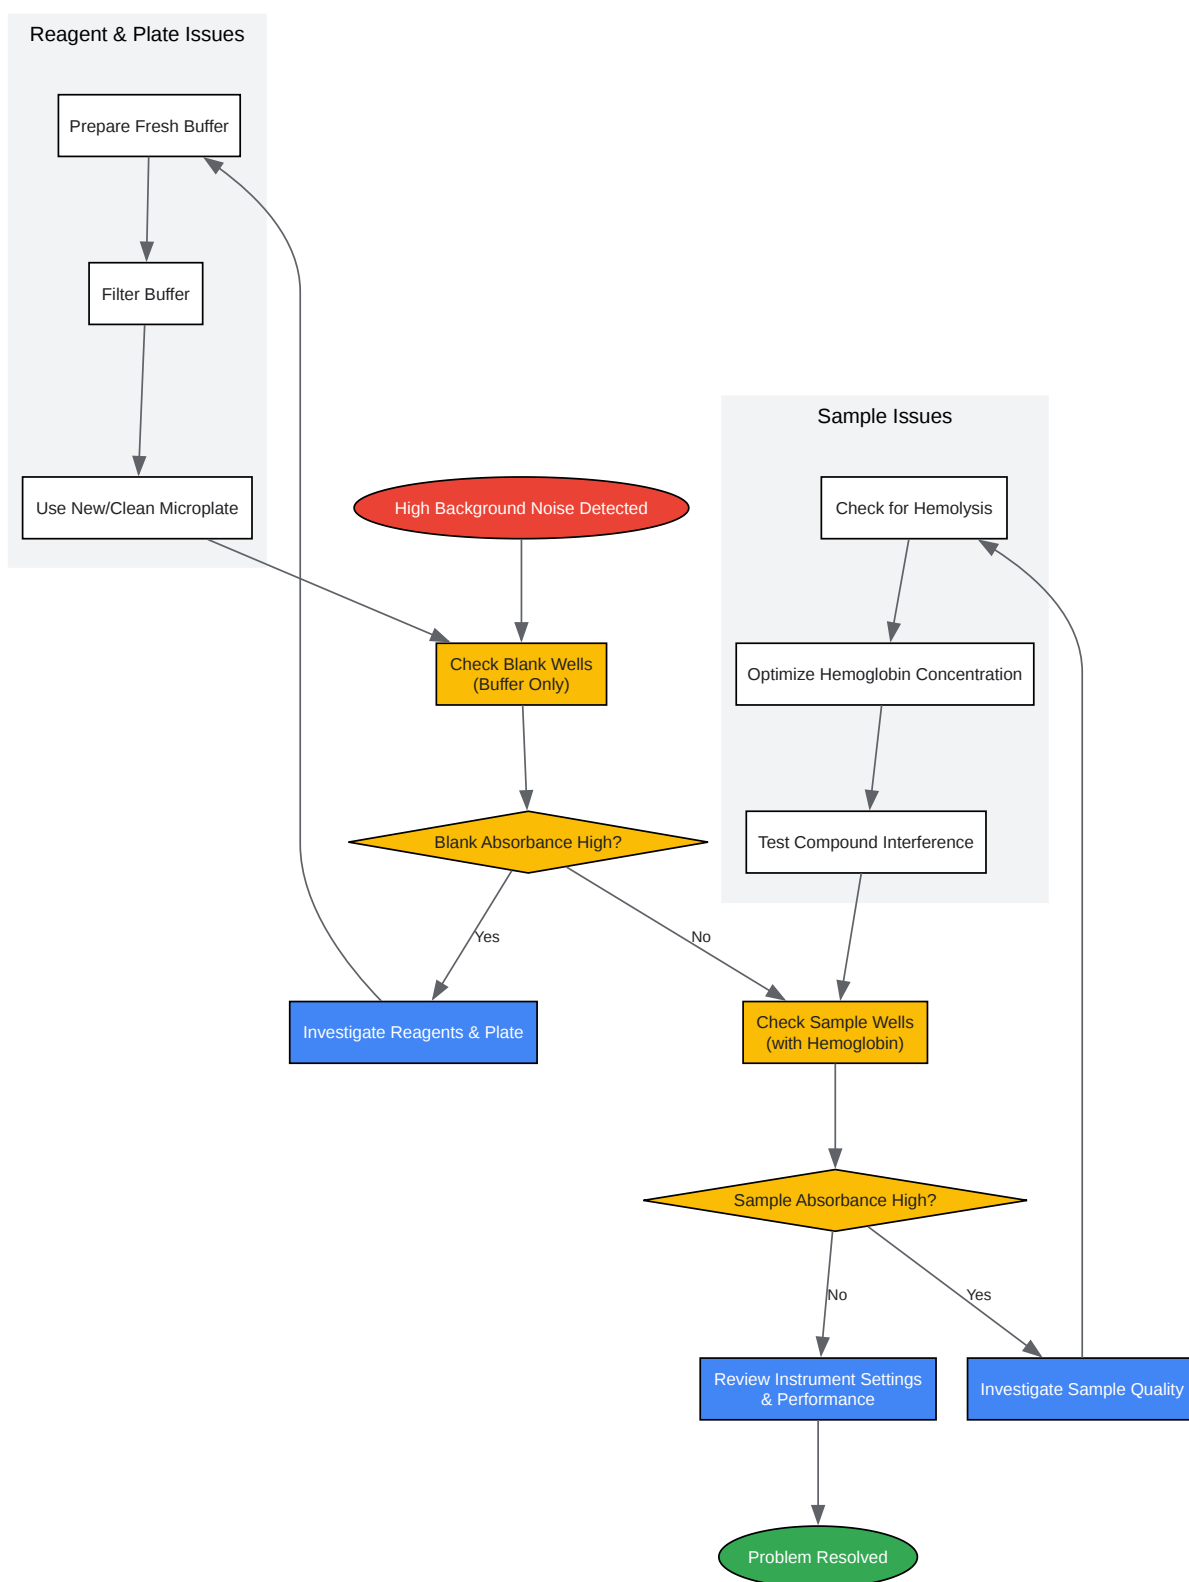 Reagent & Plate Issues
Prepare Fresh Buffer
Filter Buffer
Use New/Clean Microplate
High Background Noise Detected
Sample Issues
Check for Hemolysis
Optimize Hemoglobin Concentration
Test Compound Interference
Check Blank Wells
(Buffer Only)
Blank Absorbance High?
Yes
No
Investigate Reagents & Plate
Check Sample Wells
(with Hemoglobin)
Sample Absorbance High?
No
Yes
Review Instrument Settings
& Performance
Investigate Sample Quality
Problem Resolved